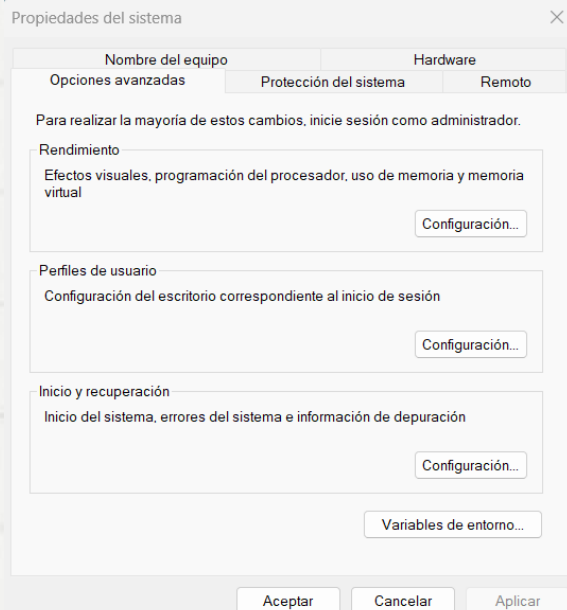 Propiedades del sistema
Nombre del equipo
Hardware
Opciones avanzadas
Protección del sistema
Remoto
Para realizar la mayoría de estos cambios, inicie sesión como administrador.
Rendimiento
Efectos visuales, programación del procesador, uso de memoria y memoria
virtual
Configuración...
Perfiles de usuario
Configuración del escritorio correspondiente al inicio de sesión
Configuración...
Inicio y recuperación
Inicio del sistema, errores del sistema e información de depuración
Configuración...
Variables de entorno...
Aceptar
Cancelar
Aplicar